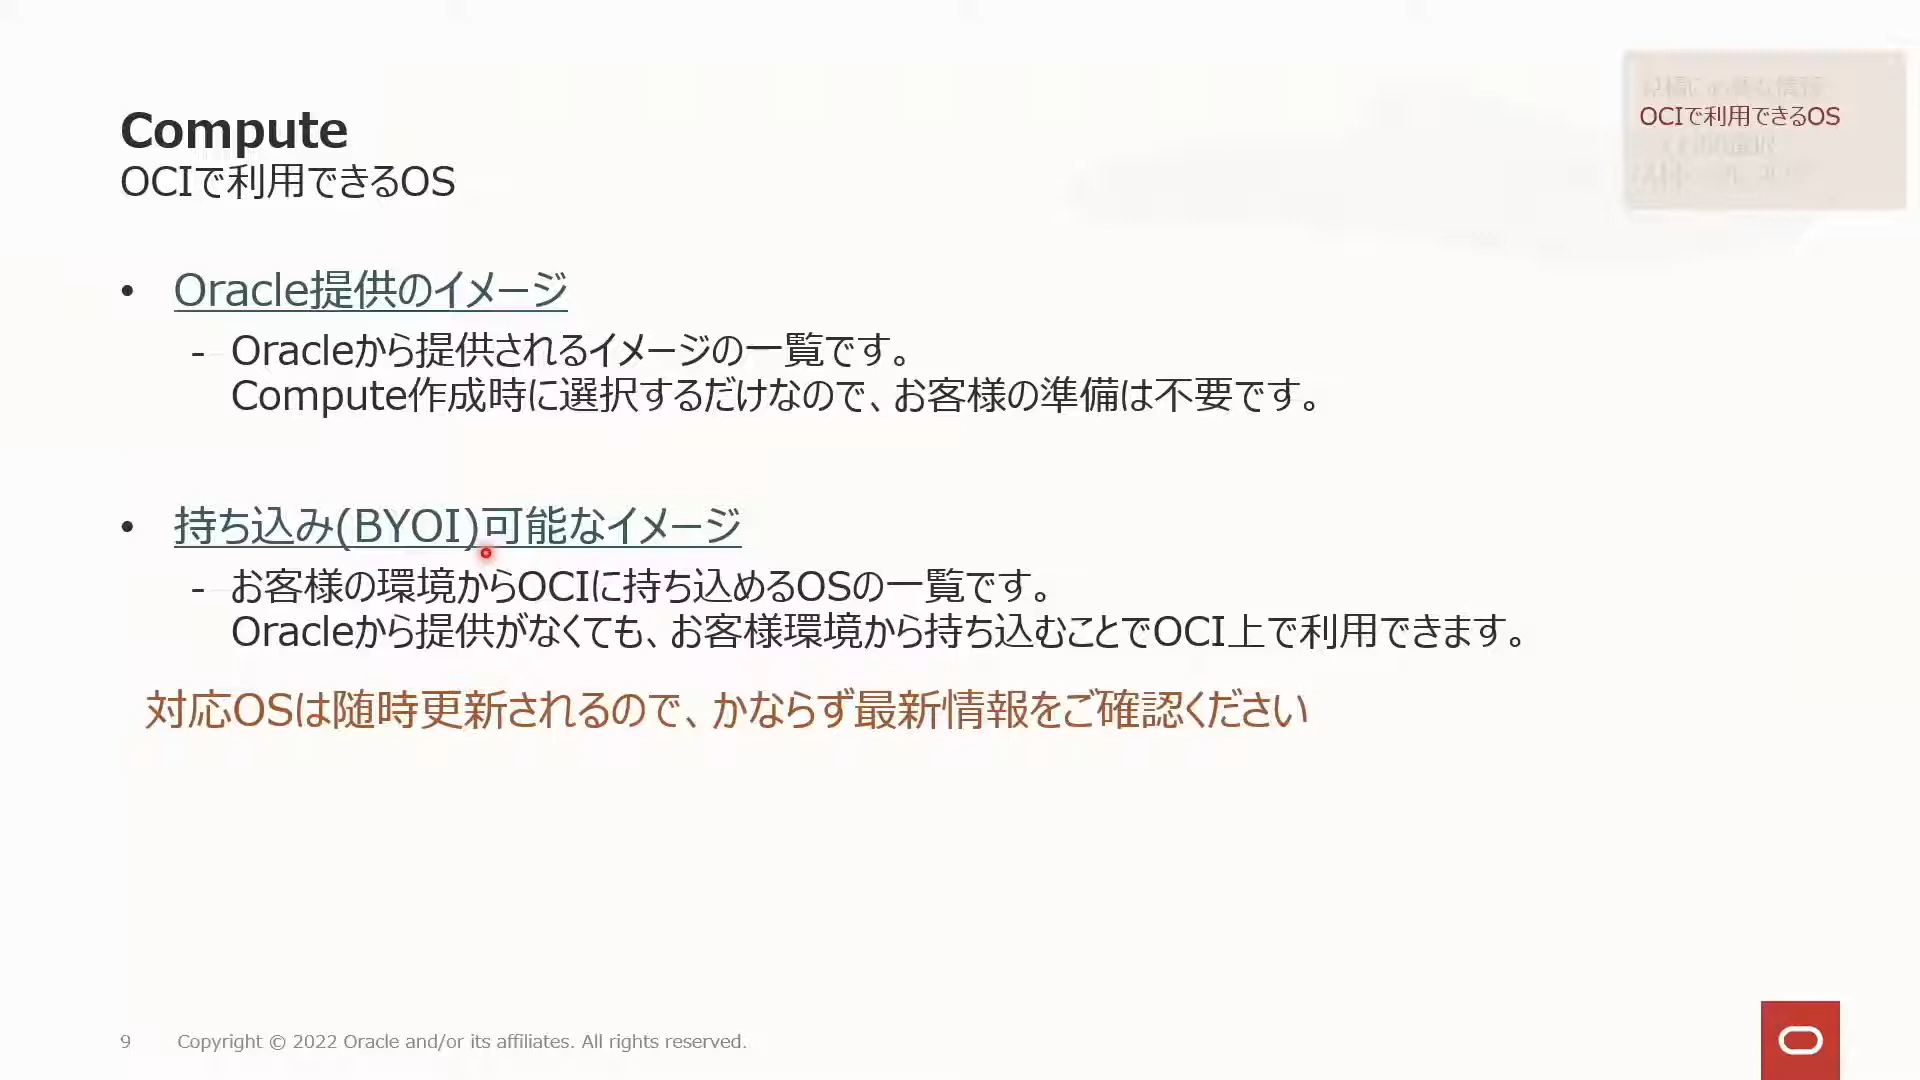 Compute
OCIで利用できるOS
OCIで利用できるOS
• Oracle提供のイメージ
- Oracleから提供されるイメージの一覧です。
Compute作成時に選択するだけなので、お客様の準備は不要です。
• 持ち込み(BYOI)可能なイメージ
- お客様の環境からOCIに持ち込めるOSの一覧です。
Oracleから提供がなくても、お客様環境から持ち込むことでOCI上で利用できます。
対応OSは随時更新されるので、かならず最新情報をご確認ください
9 Copyright © 2022 Oracle and/or its affiliates. All rights reserved.